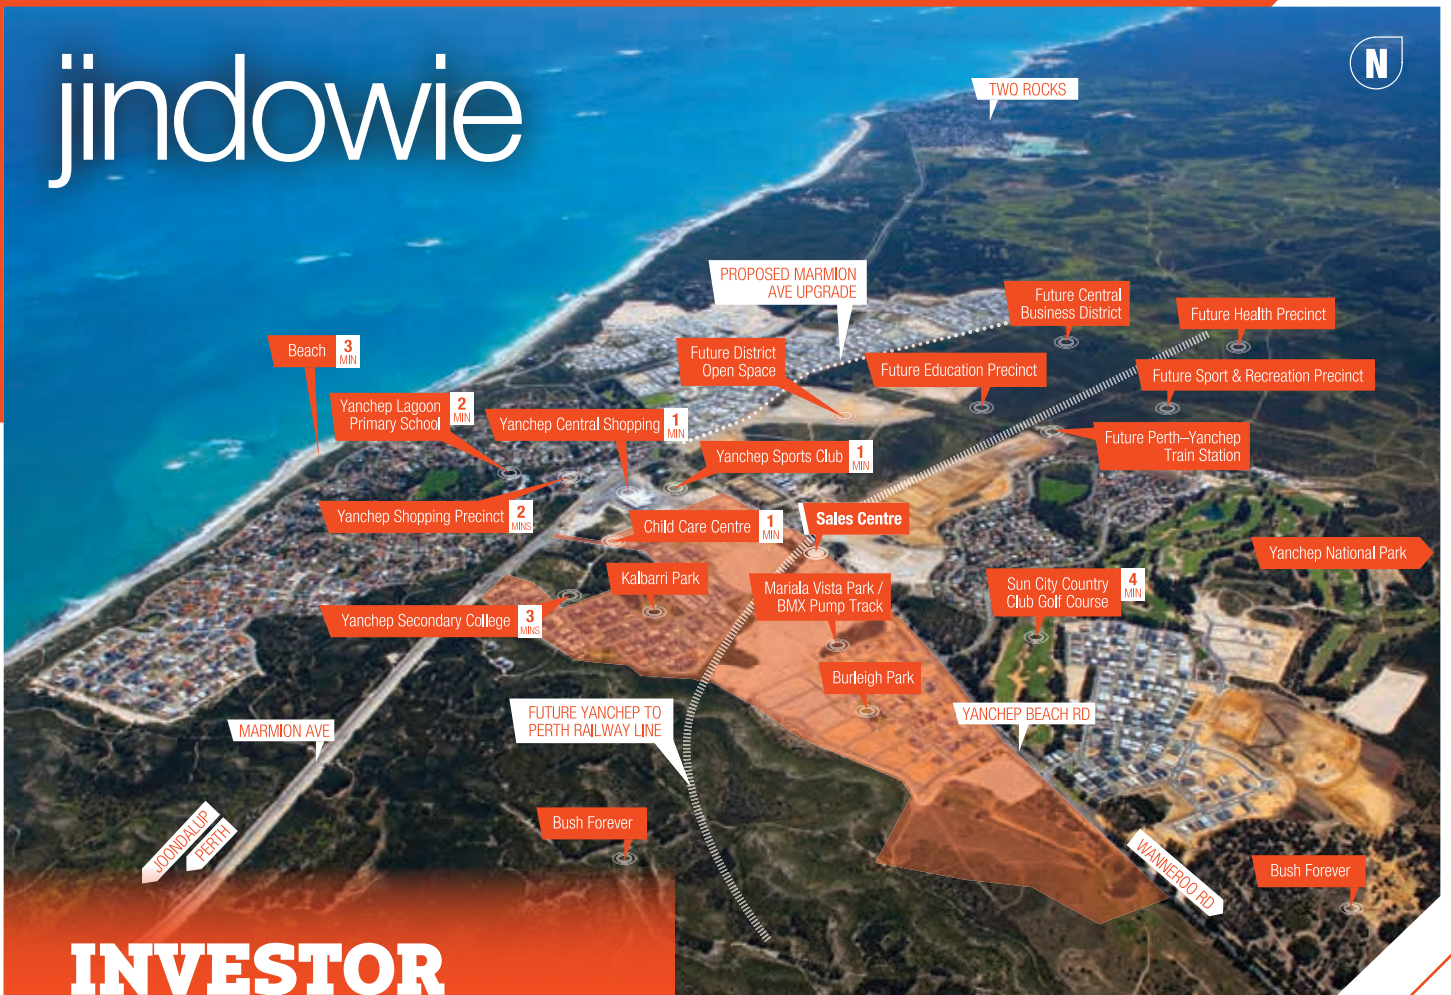 jindowie
N
TWO ROCKS
PROPOSED MARMION
AVE UPGRADE
Future Central
Business District
Future Health Precinct
Beach 3
MIN
Future District
Open Space
Future Education Precinct
Future Sport & Recreation Precinct
Yanchep Lagoon
Primary School
2
MIN
Yanchep Central Shopping
1
MIN
Yanchep Sports Club
1
MIN
Future Perth–Yanchep
Train Station
Yanchep Shopping Precinct
2
MINS
Child Care Centre
1
MIN
Sales Centre
Yanchep National Park
Kalbarri Park
Mariala Vista Park /
BMX Pump Track
Sun City Country
Club Golf Course
4
MIN
Yanchep Secondary College
3
MINS
Burleigh Park
FUTURE YANCHEP TO
PERTH RAILWAY LINE
YANCHEP BEACH RD
MARMION AVE
JOONDALUP
PERTH
Bush Forever
WANNEROO RD
Bush Forever
INVESTOR